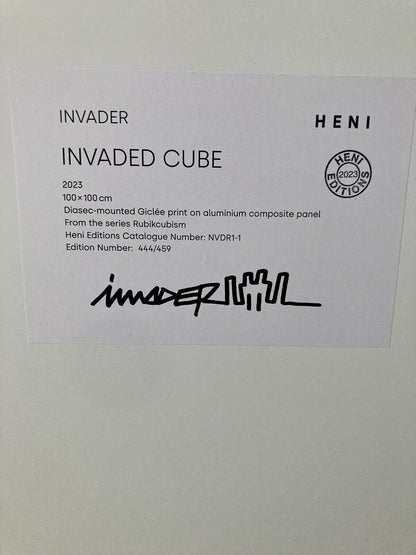 INVADER
HENI
INVADED CUBE
HENI
2023
EDITIONS
2023
100×100 cm
Diasec-mounted Giclée print on aluminium composite panel
From the series Rubikcubism
Heni Editions Catalogue Number: NVDR1-1
Edition Number: 444/459
invader